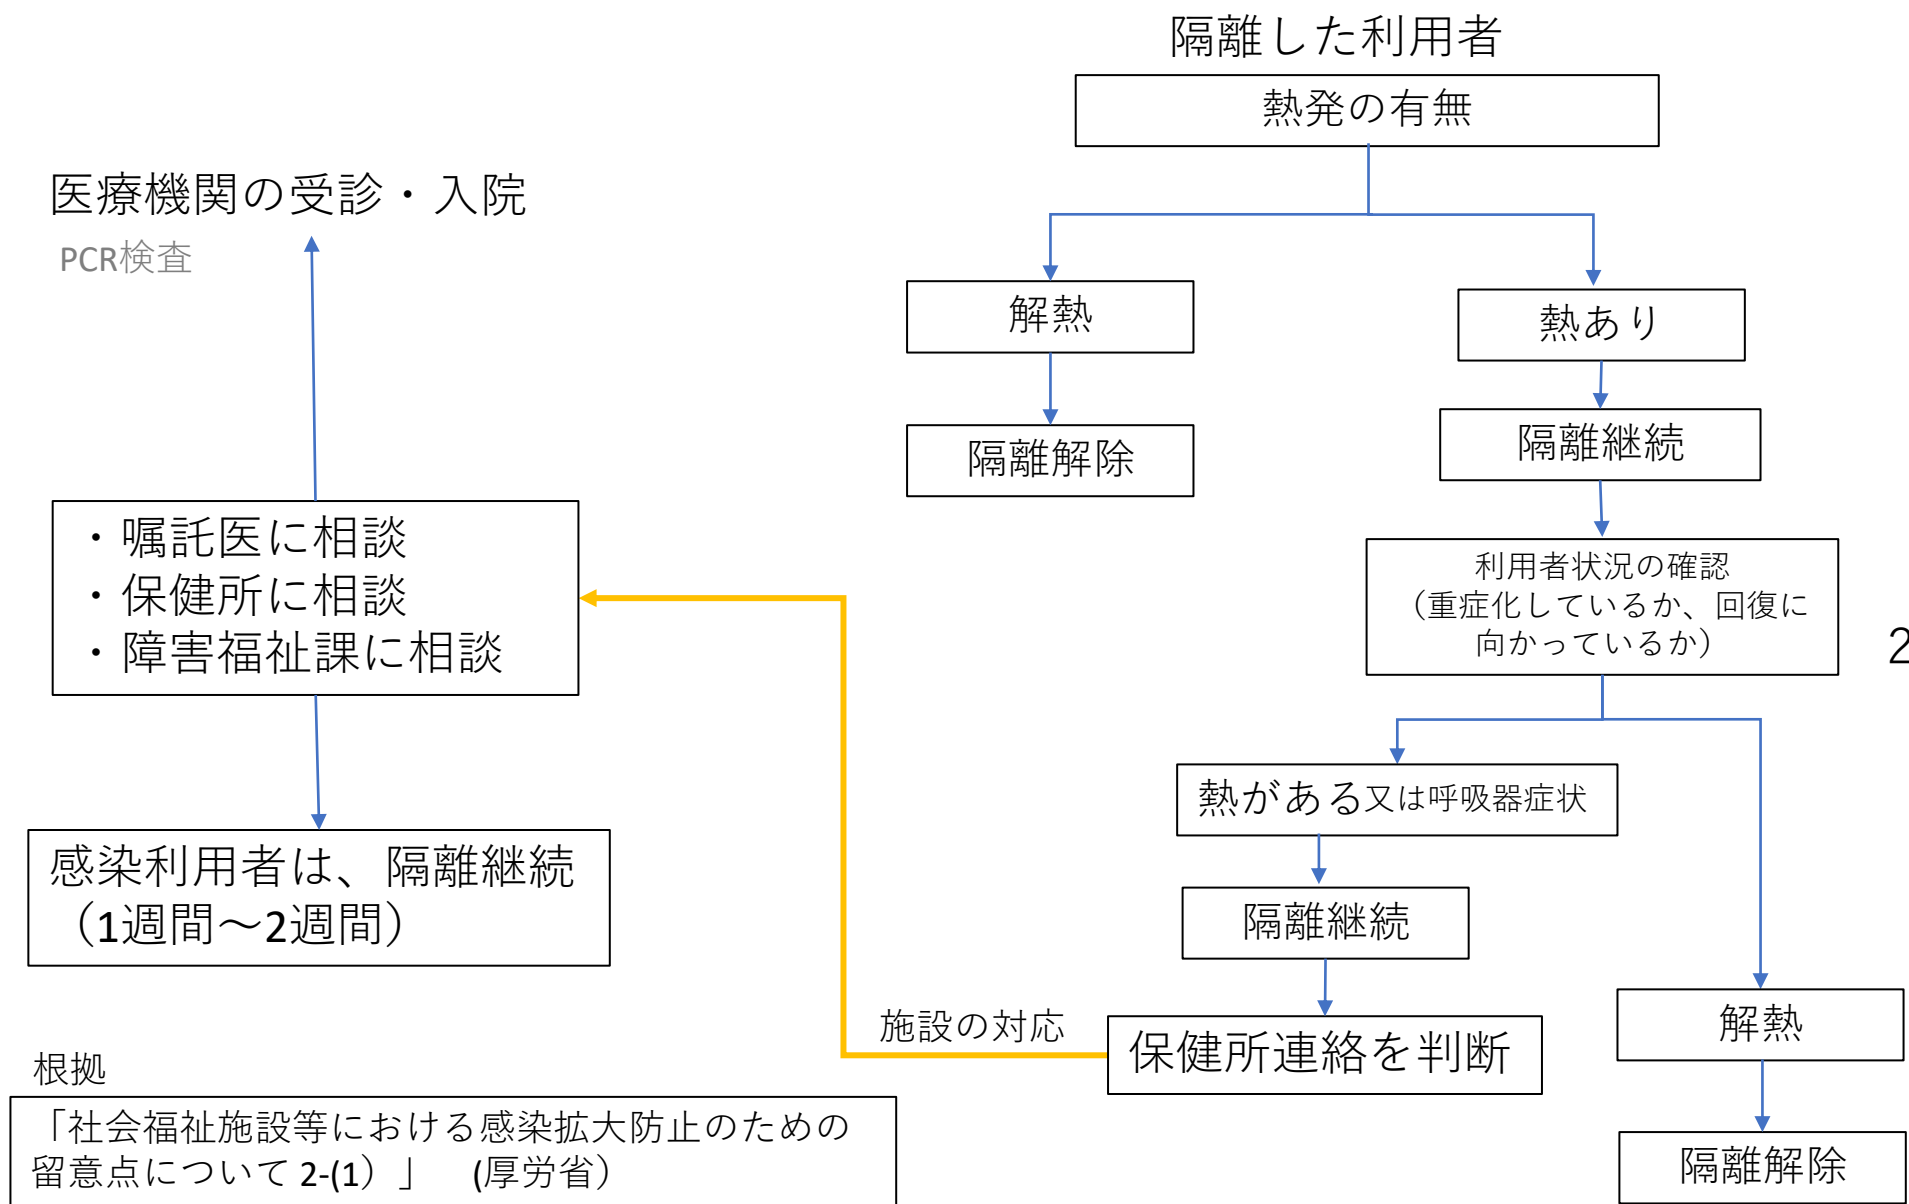 隔離した利用者
熱発の有無
医療機関の受診・入院
PCR検査
解熱
熱あり
隔離解除
隔離継続
・嘱託医に相談
・保健所に相談
・障害福祉課に相談
利用者状況の確認
（重症化しているか、回復に
向かっているか）
2
熱がある又は呼吸器症状
感染利用者は、隔離継続
（1週間～2週間）
隔離継続
施設の対応
保健所連絡を判断
解熱
隔離解除
根拠
「社会福祉施設等における感染拡大防止のための
留意点について 2-(1）」　(厚労省）